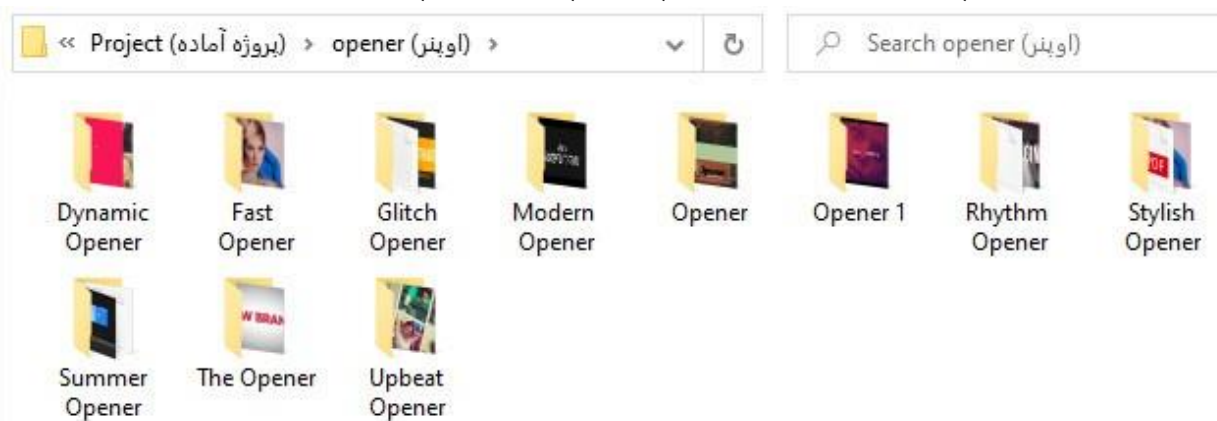 « Project (پروژه آماده) › opener (اوپنر) ›
Search opener (اوپنر)
Dynamic Opener
Fast Opener
Glitch Opener
Modern Opener
Opener
Opener 1
Rhythm Opener
Stylish Opener
Summer Opener
The Opener
Upbeat Opener
W BRAN